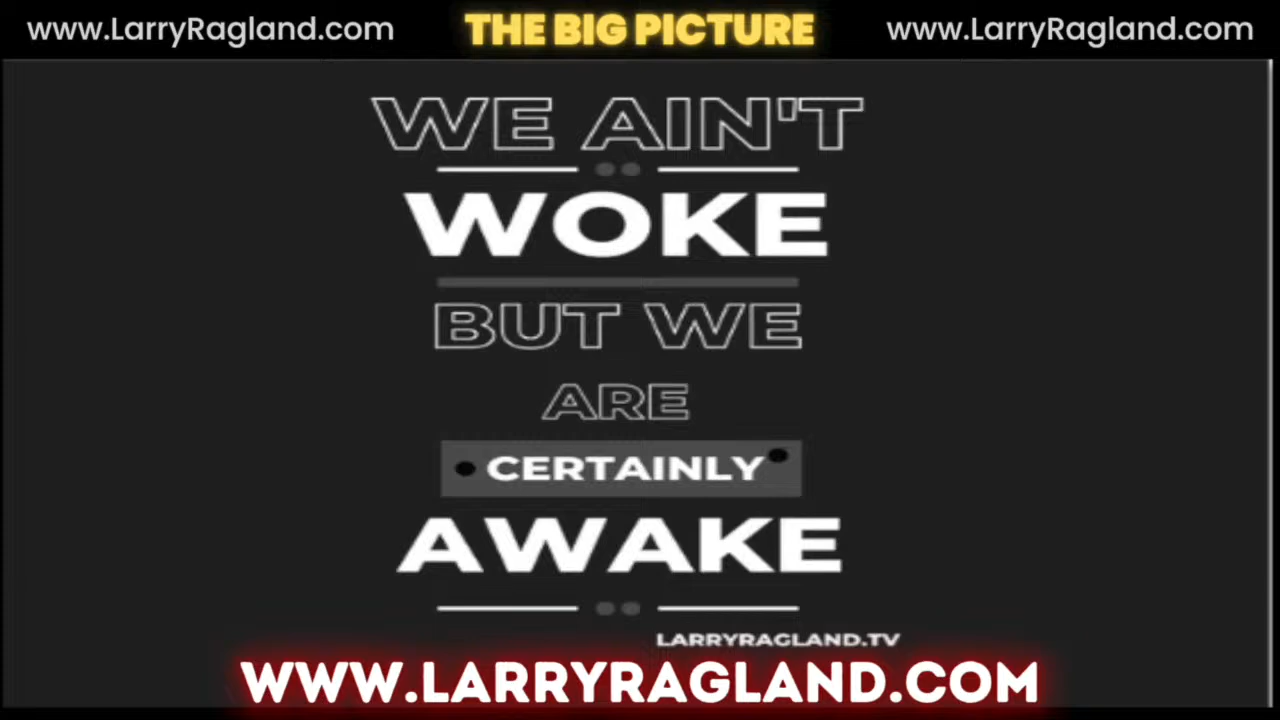 www.LarryRagland.com THE BIG PICTURE www.LarryRagland.com
WE AIN'T
WOKE
BUT WE
ARE
CERTAINLY
AWAKE
LARRYRAGLAND.TV
WWW.LARRYRAGLAND.COM